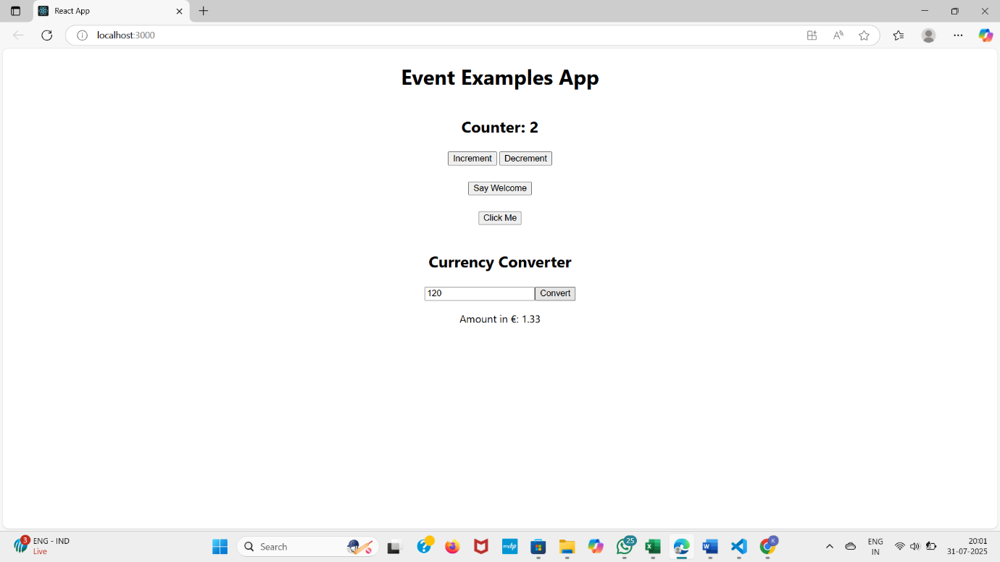 React App
localhost:3000
Event Examples App
Counter: 2
Increment Decrement
Say Welcome
Click Me
Currency Converter
120 Convert
Amount in €: 1.33
3 ENG - IND
Live
Search
myhp
25
K
ENG
IN
20:01
31-07-2025